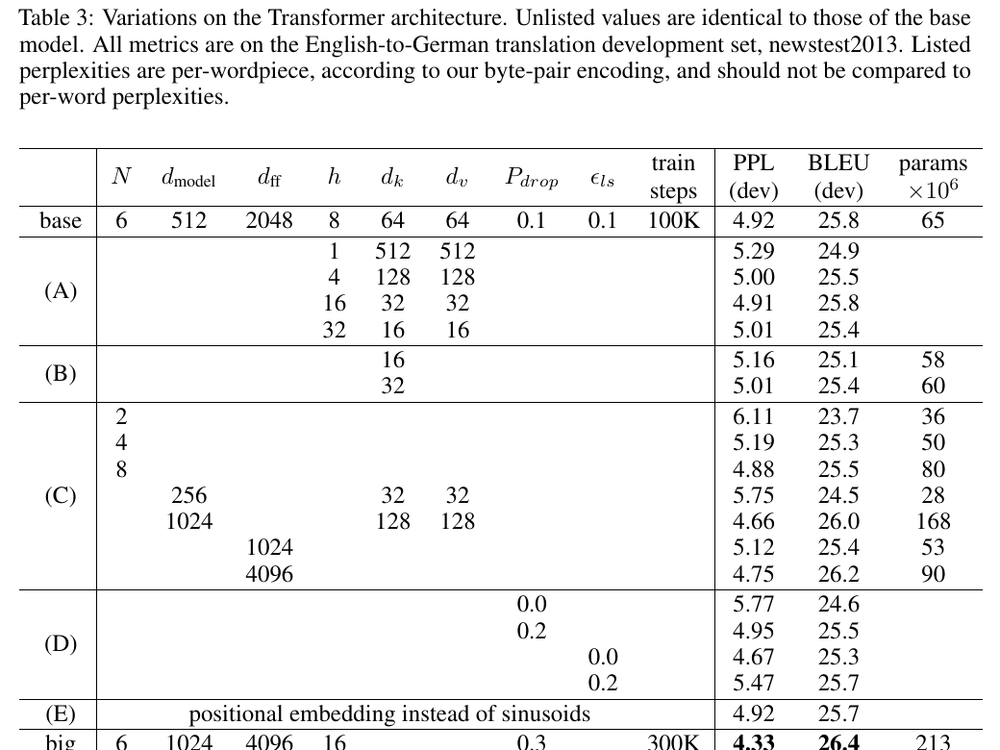 Table 3: Variations on the Transformer architecture. Unlisted values are identical to those of the base
model. All metrics are on the English-to-German translation development set, newstest2013. Listed
perplexities are per-wordpiece, according to our byte-pair encoding, and should not be compared to
per-word perplexities.
N d_model d_ff h d_k d_v P_drop ϵ_ls train steps PPL (dev) BLEU (dev) params ×10^6
base 6 512 2048 8 64 64 0.1 0.1 100K 4.92 25.8 65
(A)
1 512 512 5.29 24.9
4 128 128 5.00 25.5
16 32 32 4.91 25.8
32 16 16 5.01 25.4
(B)
16 5.16 25.1 58
32 5.01 25.4 60
(C)
2 6.11 23.7 36
4 5.19 25.3 50
8 4.88 25.5 80
256 32 32 5.75 24.5 28
1024 128 128 4.66 26.0 168
1024 5.12 25.4 53
4096 4.75 26.2 90
(D)
0.0 5.77 24.6
0.2 4.95 25.5
0.0 4.67 25.3
0.2 5.47 25.7
(E) positional embedding instead of sinusoids 4.92 25.7
big 6 1024 4096 16 0.3 300K 4.33 26.4 213